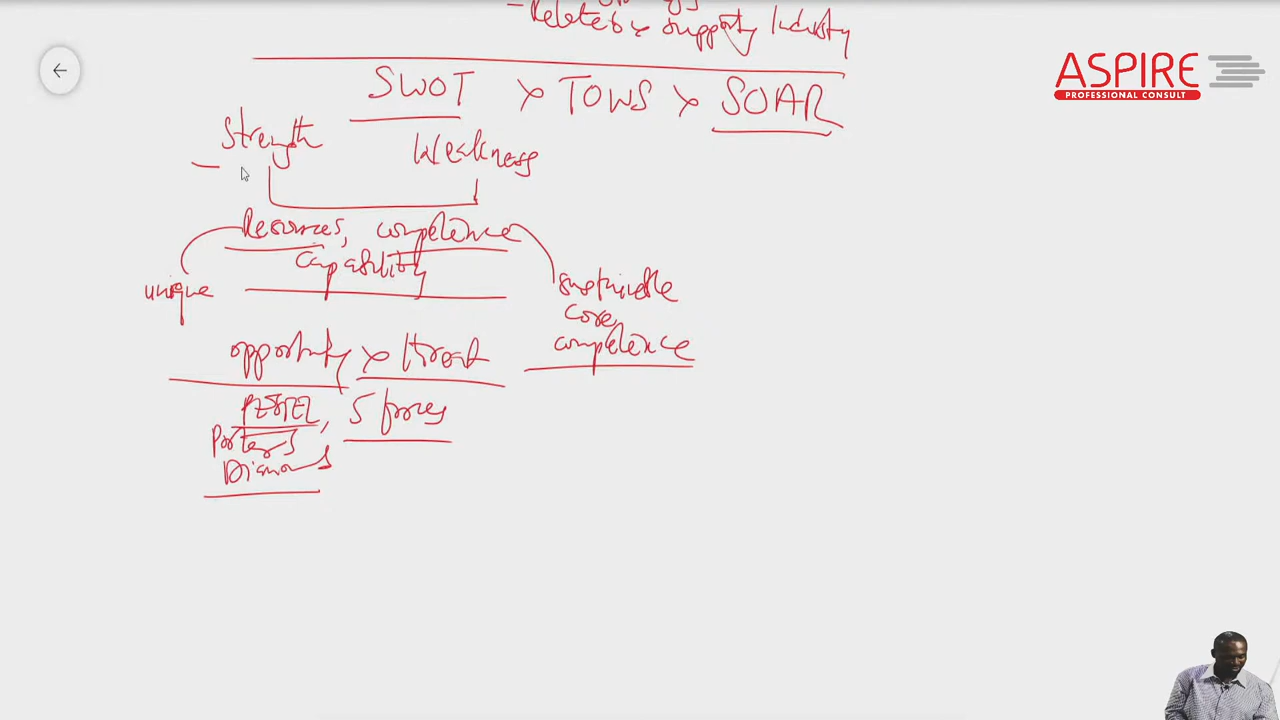 - Related & supporting Industry
SWOT & TOWS & SOAR
Strength
Weakness
Resources, competence
capability
unique
sustainable
core
competence
opportunity & threat
PESTEL, 5 forces
Porter's
Diamond
ASPIRE
PROFESSIONAL CONSULT